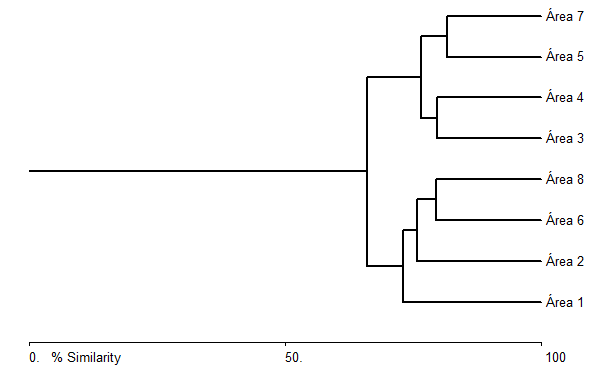 Área 7
Área 5
Área 4
Área 3
Área 8
Área 6
Área 2
Área 1
0. % Similarity 50. 100